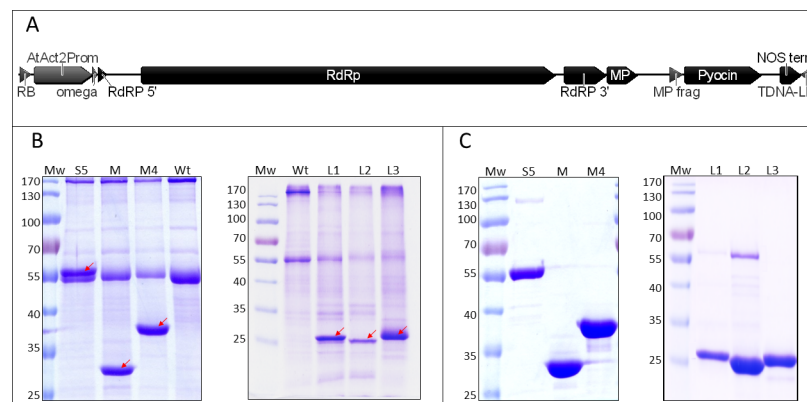 A
AtAct2Prom
NOS term
RdRp
MP
Pyocin
RB
omega
RdRP 5'
RdRP 3'
MP frag
TDNA-L
B
C
Mw S5 M M4 Wt
170
130
100
70
55
40
35
25
Mw Wt L1 L2 L3
170
130
100
70
55
40
35
25
Mw S5 M M4
170
130
100
70
55
40
35
25
Mw L1 L2 L3
170
130
100
70
55
40
35
25